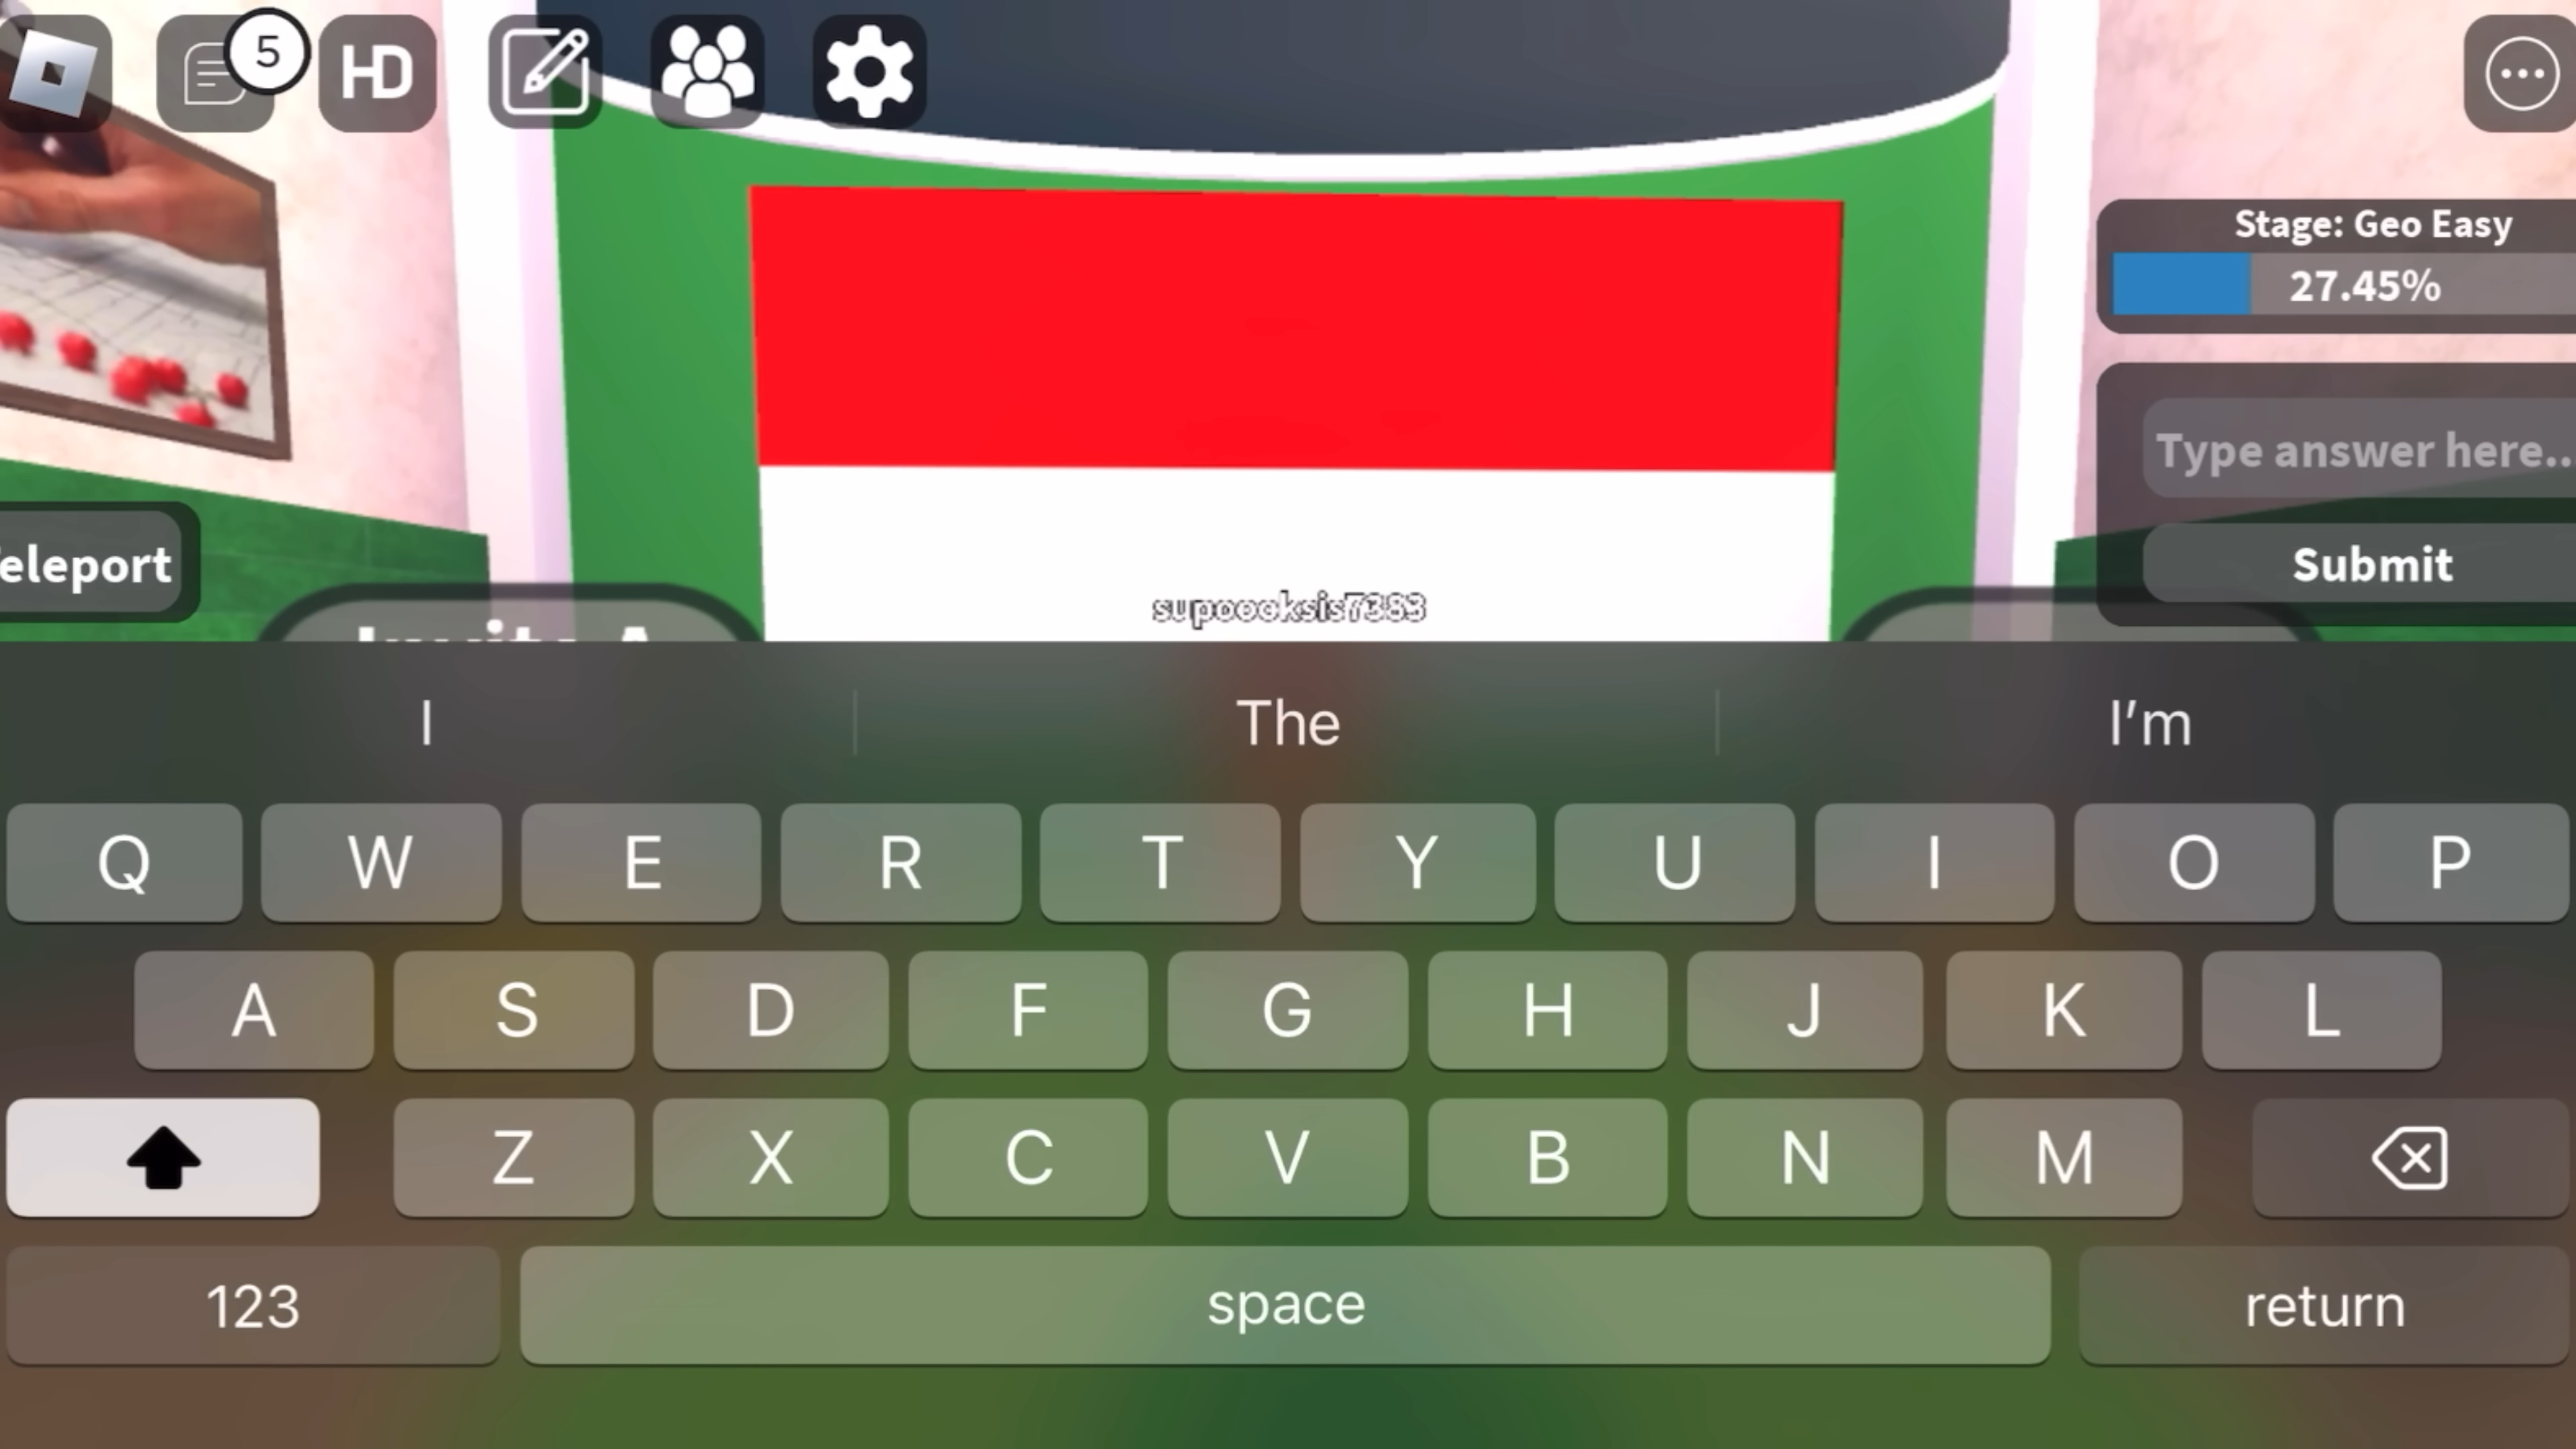 5
HD
Stage: Geo Easy
27.45%
Type answer here..
eleport
Submit
supoooksis7383
I The I'm
Q W E R T Y U I O P
A S D F G H J K L
Z X C V B N M
123 space return